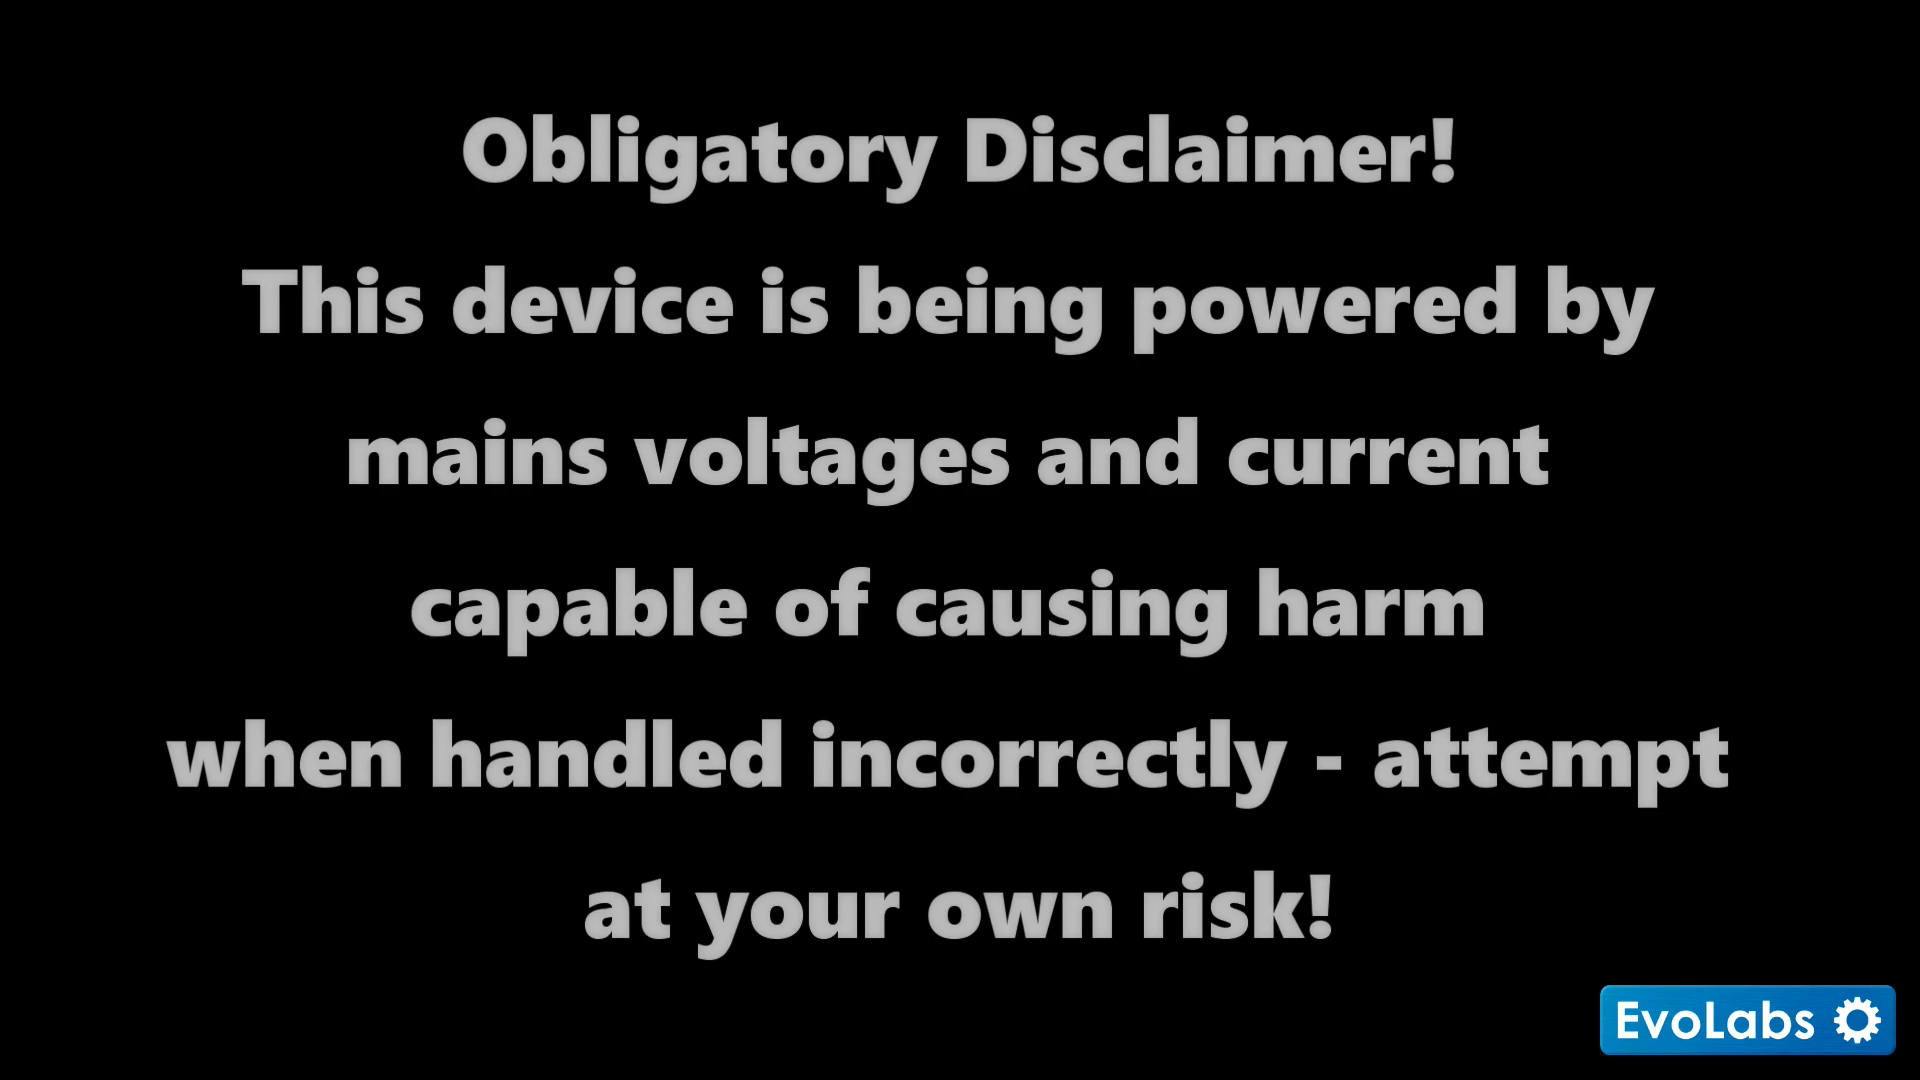 Obligatory Disclaimer!
This device is being powered by
mains voltages and current
capable of causing harm
when handled incorrectly - attempt
at your own risk!
EvoLabs